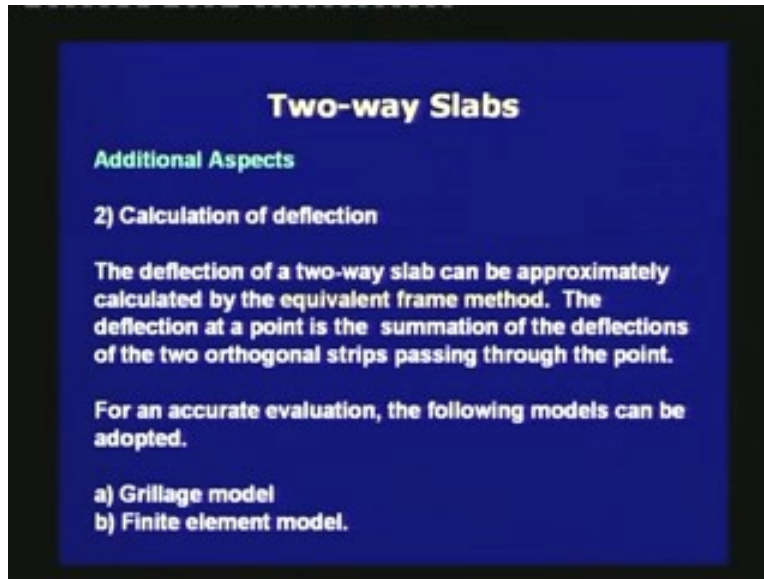 Two-way Slabs
Additional Aspects
2) Calculation of deflection
The deflection of a two-way slab can be approximately
calculated by the equivalent frame method. The
deflection at a point is the summation of the deflections
of the two orthogonal strips passing through the point.
For an accurate evaluation, the following models can be
adopted.
a) Grillage model
b) Finite element model.